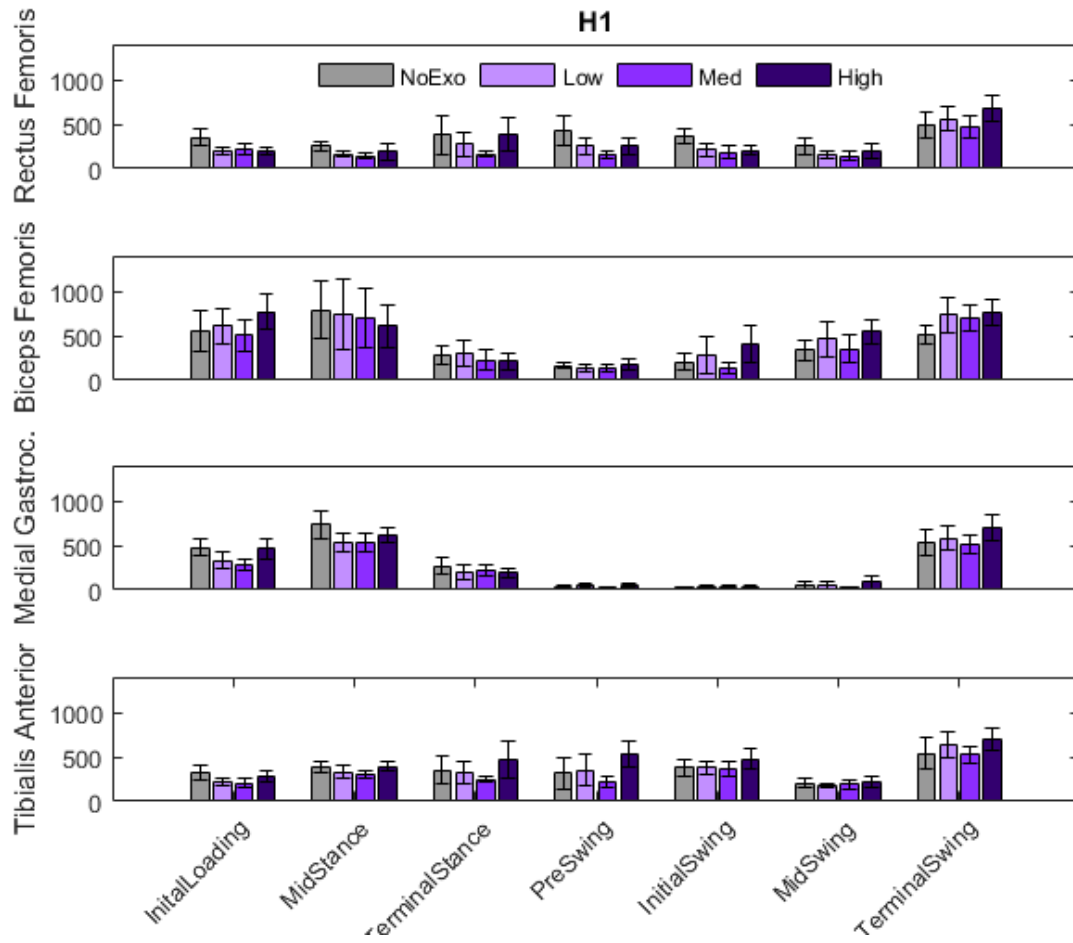 H1
NoExo Low Med High
Rectus Femoris
1000
500
0
Biceps Femoris
1000
500
0
Medial Gastroc.
1000
500
0
Tibialis Anterior
1000
500
0
InitalLoading
MidStance
TerminalStance
PreSwing
InitialSwing
MidSwing
TerminalSwing